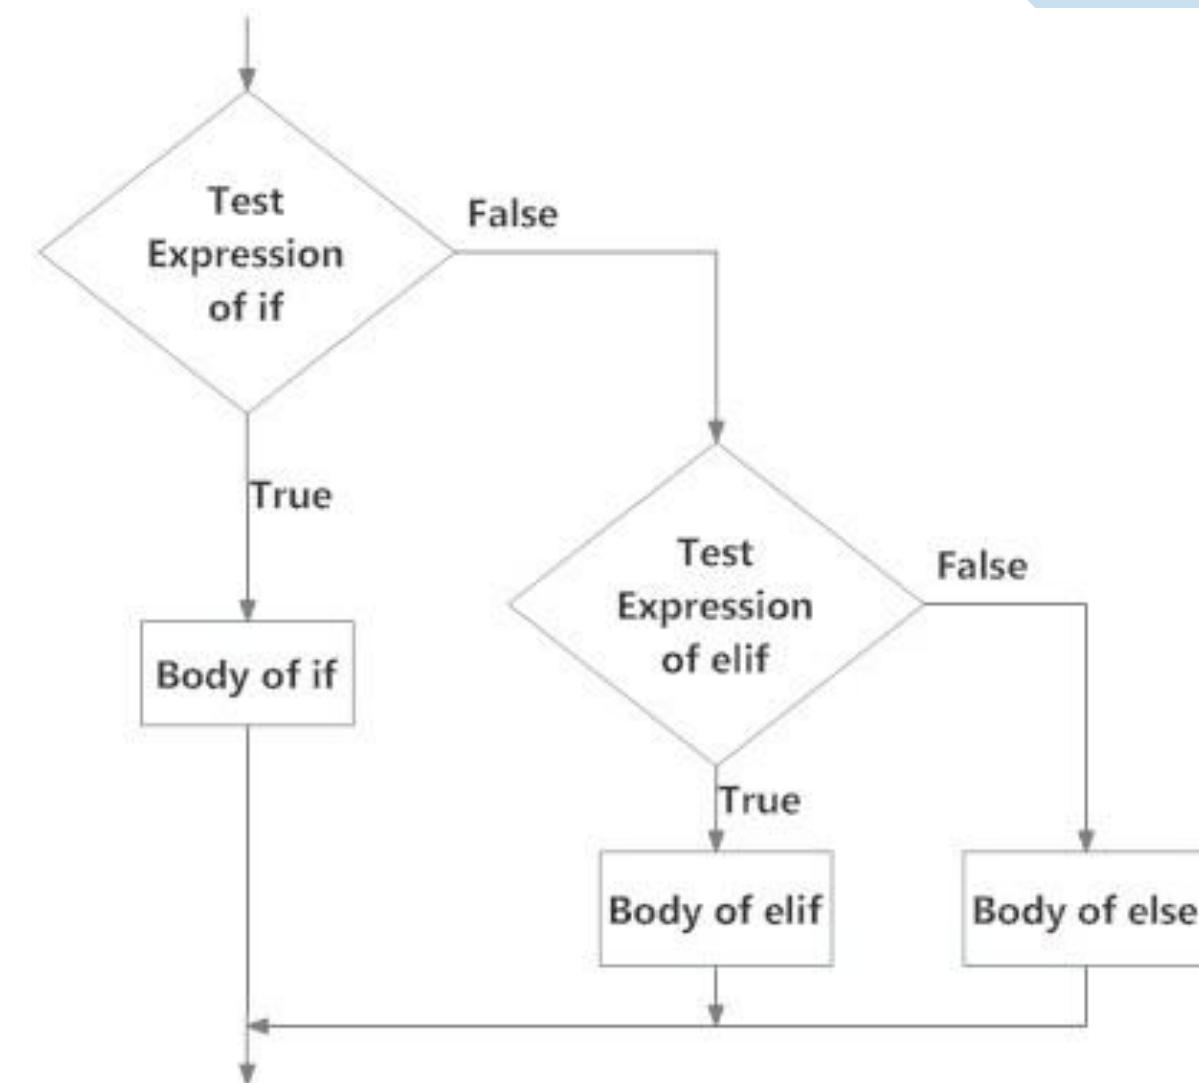 Test
Expression
of if
False
True
Body of if
Test
Expression
of elif
False
True
Body of elif
Body of else